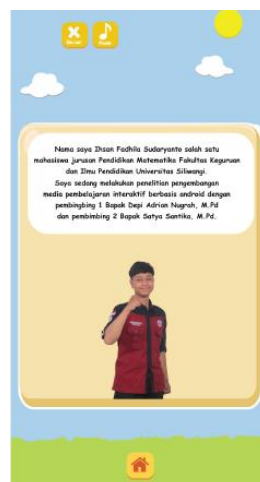 Nama saya Ihsan Fadhila Sudaryanto salah satu
mahasiswa jurusan Pendidikan Matematika Fakultas Keguruan
dan Ilmu Pendidikan Universitas Siliwangi.
Saya sedang melakukan penelitian pengembangan
media pembelajaran interaktif berbasis android dengan
pembingbing 1 Bapak Depi Adrian Nugrah, M.Pd
dan pembimbing 2 Bapak Satya Santika, M.Pd.